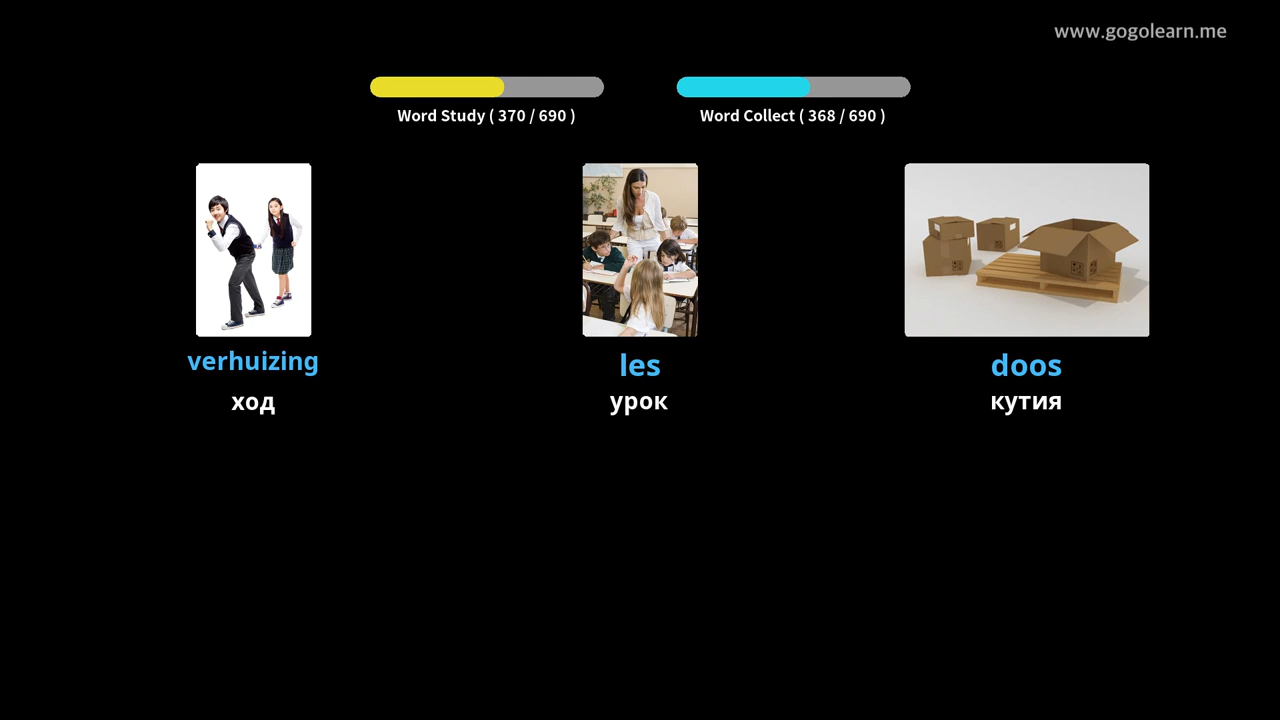 www.gogolearn.me
Word Study ( 370 / 690 )
Word Collect ( 368 / 690 )
verhuizing
ход
les
урок
doos
кутия